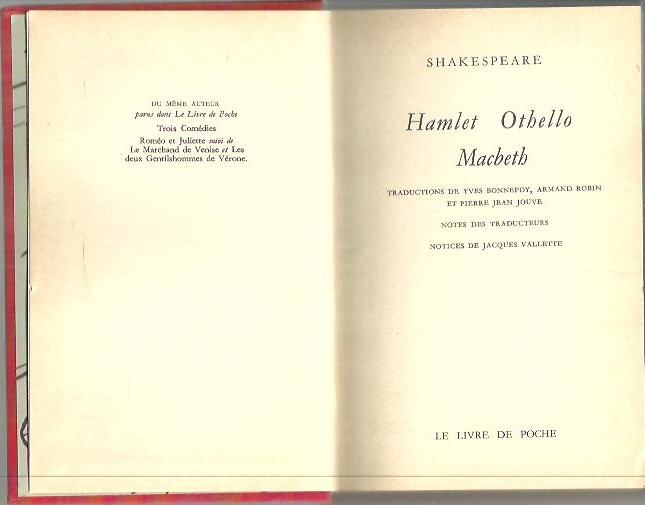 DU MÊME AUTEUR
parus dans Le Livre de Poche
Trois Comédies
Roméo et Juliette suivi de
Le Marchand de Venise et Les
deux Gentilshommes de Vérone.
SHAKESPEARE
Hamlet Othello
Macbeth
TRADUCTIONS DE YVES BONNEFOY, ARMAND ROBIN
ET PIERRE JEAN JOUVE
NOTES DES TRADUCTEURS
NOTICES DE JACQUES VALLETTE
LE LIVRE DE POCHE